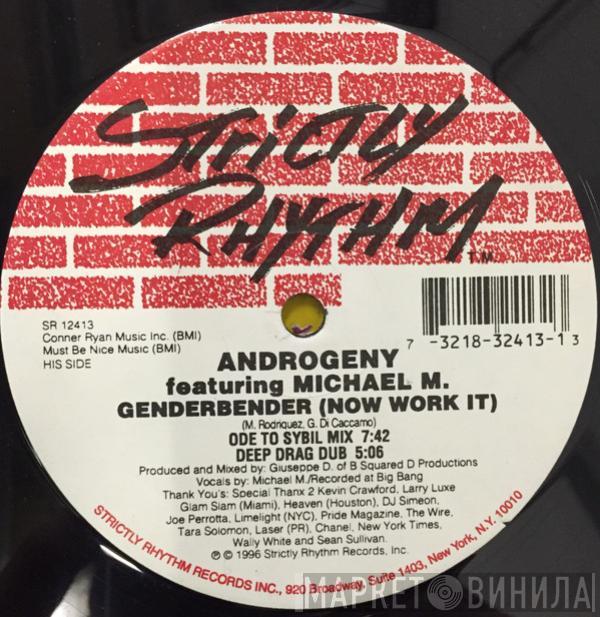 STRICTLY
RHYTHM
T.M.
SR 12413
Conner Ryan Music Inc. (BMI)
Must Be Nice Music (BMI)
HIS SIDE
7 -3218-32413-1 3
ANDROGENY
featuring MICHAEL M.
GENDERBENDER (NOW WORK IT)
(M. Rodriquez, G. Di Caccamo)
ODE TO SYBIL MIX 7:42
DEEP DRAG DUB 5:06
Produced and Mixed by: Giuseppe D. of B Squared D Productions
Vocals by: Michael M./Recorded at Big Bang
Thank You's: Special Thanx 2 Kevin Crawford, Larry Luxe
Glam Slam (Miami), Heaven (Houston), DJ Simeon,
Joe Perrotta, Limelight (NYC), Pride Magazine, The Wire,
Tara Solomon, Laser (PR), Chanel, New York Times,
Wally White and Sean Sullivan.
℗ © 1996 Strictly Rhythm Records, Inc.
STRICTLY RHYTHM RECORDS INC., 920 Broadway, Suite 1403, New York, N.Y. 10010
МАРКЕТ ВИНИЛА